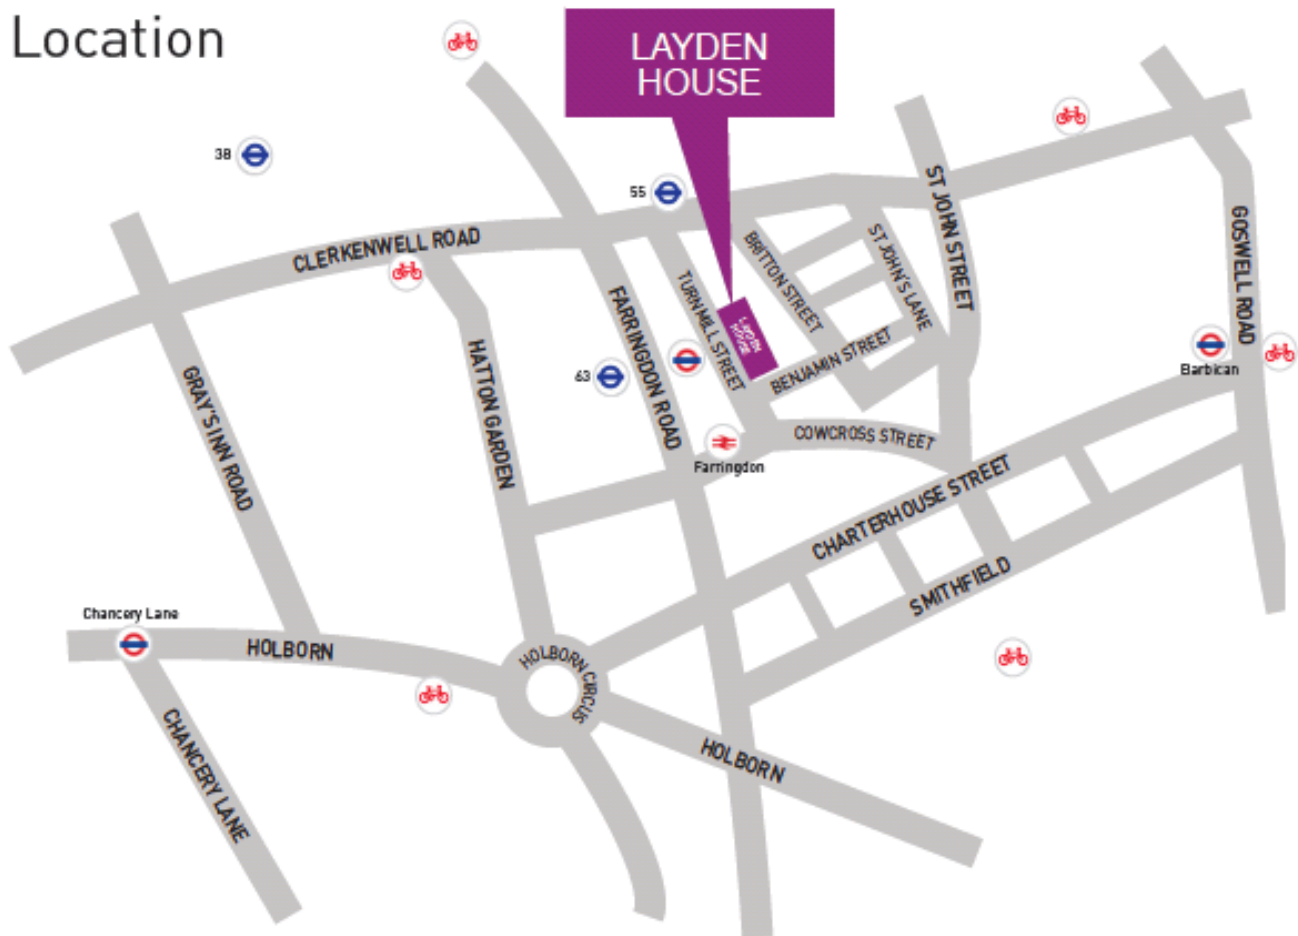 Location
LAYDEN
HOUSE
38
55
CLERKENWELL ROAD
ST JOHN STREET
GOSWELL ROAD
BRITTON STREET
ST JOHN'S LANE
TURNMILL STREET
FARRINGDON ROAD
LAYDEN
HOUSE
BENJAMIN STREET
HATTON GARDEN
GRAY'S INN ROAD
63
Barbican
COWCROSS STREET
Farringdon
CHARTERHOUSE STREET
SMITHFIELD
Chancery Lane
HOLBORN
HOLBORN CIRCUS
CHANCERY LANE
HOLBORN